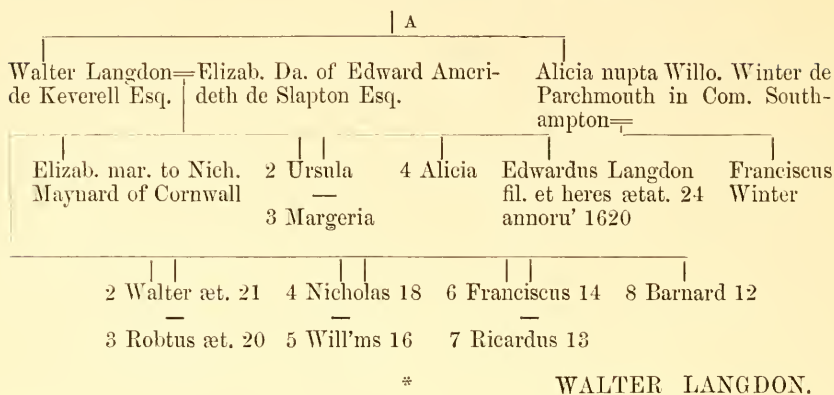 A
Walter Langdon=Elizab. Da. of Edward Ameri- Alicia nupta Willo. Winter de
de Keverell Esq. deth de Slapton Esq. Parchmouth in Com. South-
ampton=
Elizab. mar. to Nich. 2 Ursula 4 Alicia Edwardus Langdon Franciscus
Maynard of Cornwall — fil. et heres ætat. 24 Winter
3 Margeria annoru' 1620
2 Walter æt. 21 4 Nicholas 18 6 Franciscus 14 8 Barnard 12
— — —
3 Robtus æt. 20 5 Will'ms 16 7 Ricardus 13
* WALTER LANGDON.